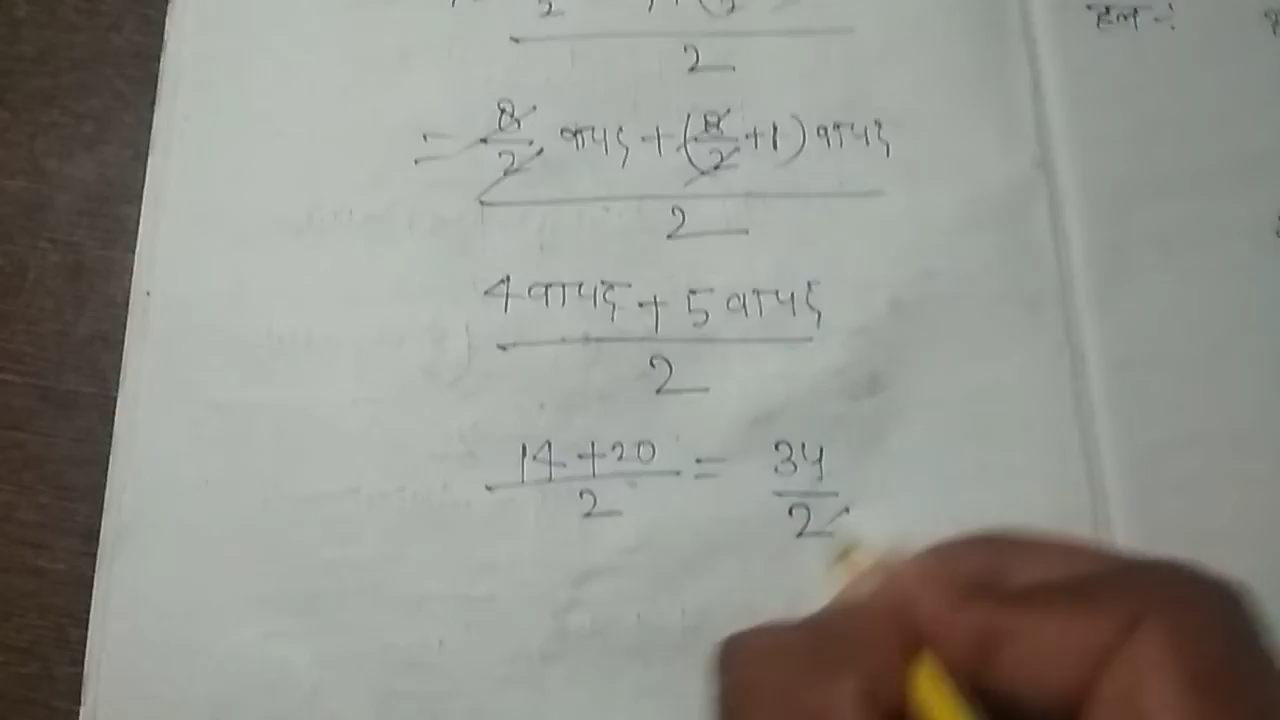 हल :-
2
= 8/2 वापद + (8/2 + 1) वापद
2
4 वापद + 5 वापद
2
14 + 20 = 34
2 2